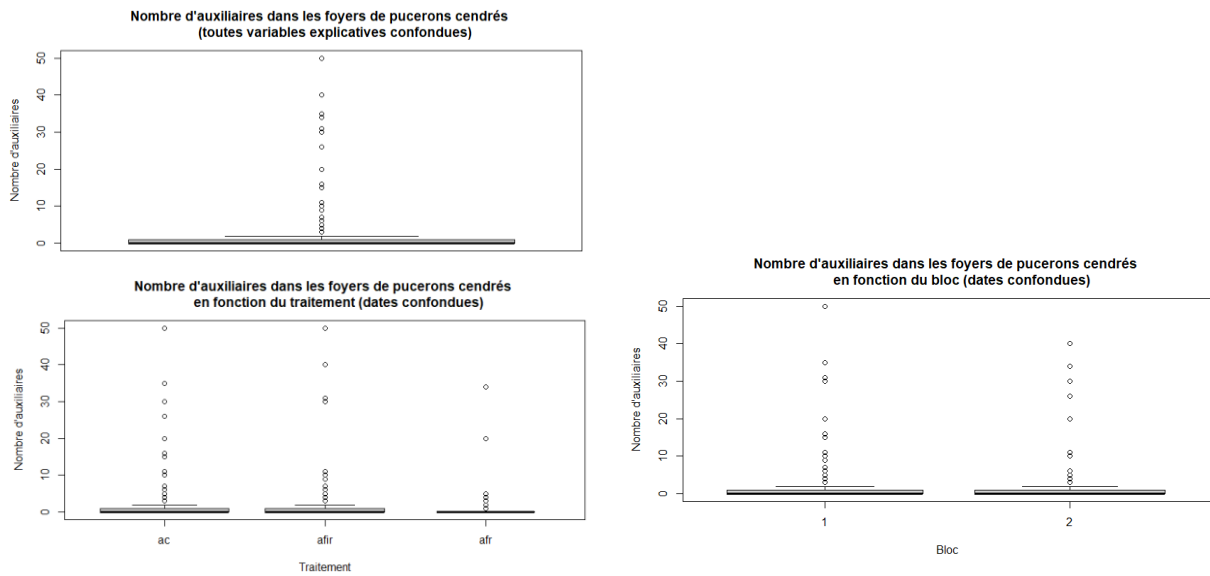 Nombre d'auxiliaires dans les foyers de pucerons cendrés
(toutes variables explicatives confondues)
50
40
30
20
10
0
Nombre d'auxiliaires
Nombre d'auxiliaires dans les foyers de pucerons cendrés
en fonction du traitement (dates confondues)
50
40
30
20
10
0
Nombre d'auxiliaires
ac afir afr
Traitement
Nombre d'auxiliaires dans les foyers de pucerons cendrés
en fonction du bloc (dates confondues)
50
40
30
20
10
0
Nombre d'auxiliaires
1 2
Bloc